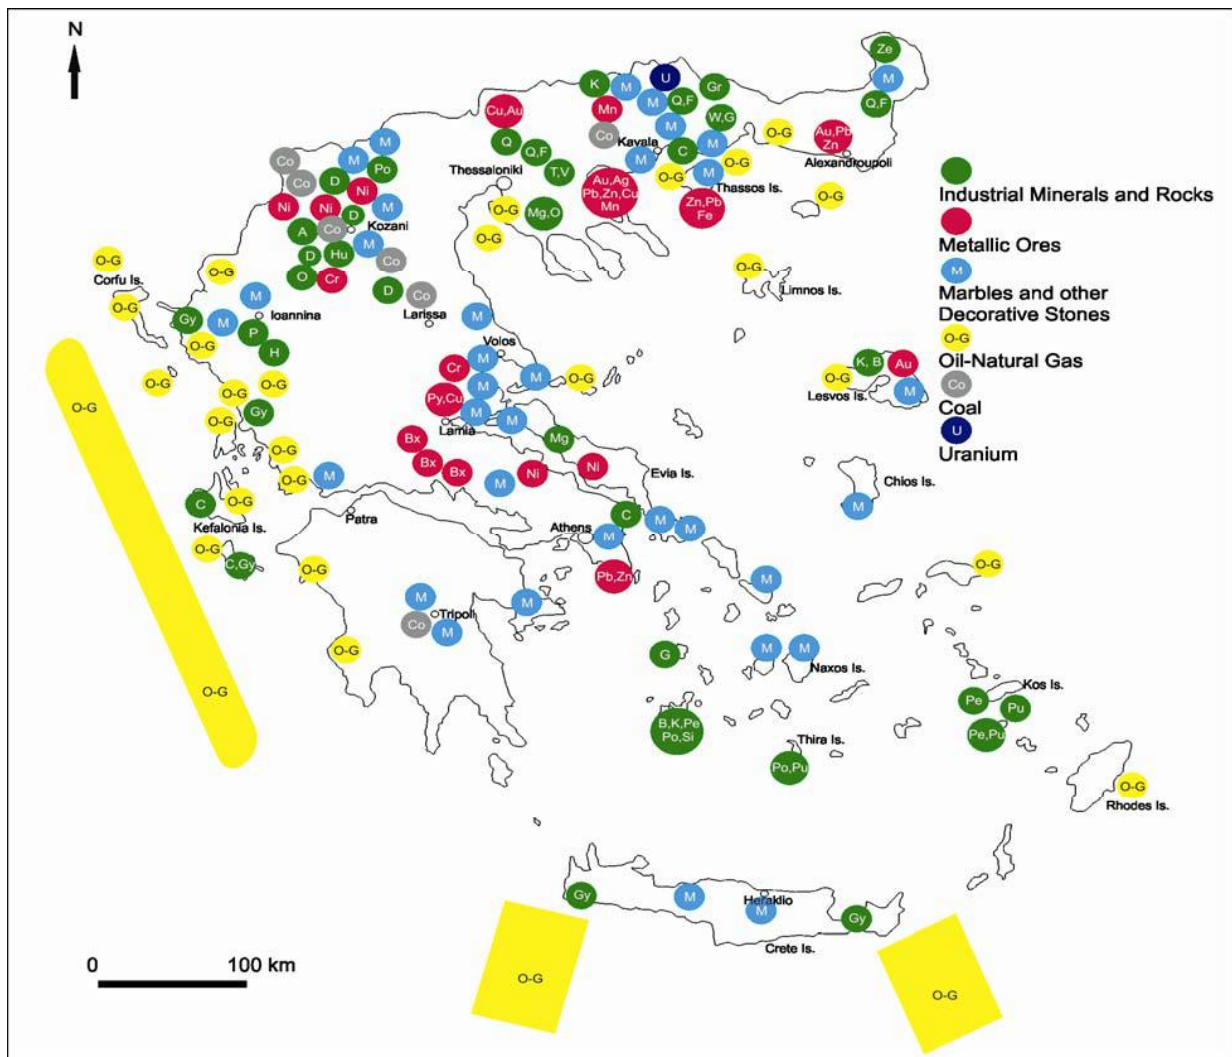 N
Ze
K
M
U
Gr
M
Cu,Au
Mn
M
Q,F
Q,F
W,G
Co
M
O-G
Au,Pb
Zn
Q
Kavala
C
M
Alexandroupoli
M
Co
M
Q,F
M
O-G
Po
Thessaloniki
T,V
O-G
M
Thassos Is.
Industrial Minerals and Rocks
Co
D
Ni
Au,Ag
Pb,Zn,Cu
Mn
O-G
Ni
Ni
D
M
O-G
Mg,O
Zn,Pb
Fe
Metallic Ores
A
Co
Kozani
O-G
M
M
Marbles and other
Decorative Stones
D
Hu
Co
O-G
Corfu Is.
O-G
O
Cr
D
Co
O-G
Limnos Is.
O-G
M
Ioannina
Larissa
O-G
Oil-Natural Gas
Gy
M
P
M
O-G
H
Volos
Cr
M
K, B
Au
O-G
O-G
O-G
O-G
M
O-G
M
O-G
Lesvos Is.
M
Co
Coal
O-G
Gy
Py,Cu
M
M
Lamia
U
Uranium
O-G
Bx
Mg
O-G
M
Bx
Bx
M
Ni
Ni
Evia Is.
Chios Is.
C
O-G
Kefalonia Is.
Patra
C
M
Athens
M
M
M
O-G
C,Gy
O-G
Pb,Zn
M
O-G
M
M
Tripoli
Co
M
O-G
G
M
M
Naxos Is.
O-G
Kos Is.
Pe
Pu
B,K,Pe
Po,Si
Pe,Pu
Thira Is.
Po,Pu
O-G
Rhodes Is.
Gy
M
Heraklio
M
Gy
Crete Is.
0
100 km
O-G
O-G